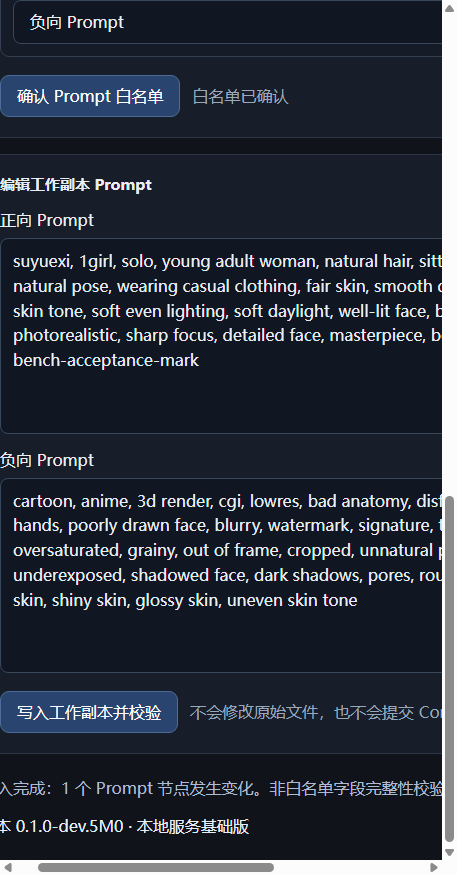 负向 Prompt
确认 Prompt 白名单 白名单已确认
编辑工作副本 Prompt
正向 Prompt
suyuexi, 1girl, solo, young adult woman, natural hair,
natural pose, wearing casual clothing, fair skin, smooth
skin tone, soft even lighting, soft daylight, well-lit face,
photorealistic, sharp focus, detailed face, masterpiece,
bench-acceptance-mark
负向 Prompt
cartoon, anime, 3d render, cgi, lowres, bad anatomy,
hands, poorly drawn face, blurry, watermark, signature,
oversaturated, grainy, out of frame, cropped, unnatural
underexposed, shadowed face, dark shadows, pores,
skin, shiny skin, glossy skin, uneven skin tone
写入工作副本并校验 不会修改原始文件，也不会提交
入完成：1 个 Prompt 节点发生变化。非白名单字段完整性校验
本 0.1.0-dev.5M0 · 本地服务基础版